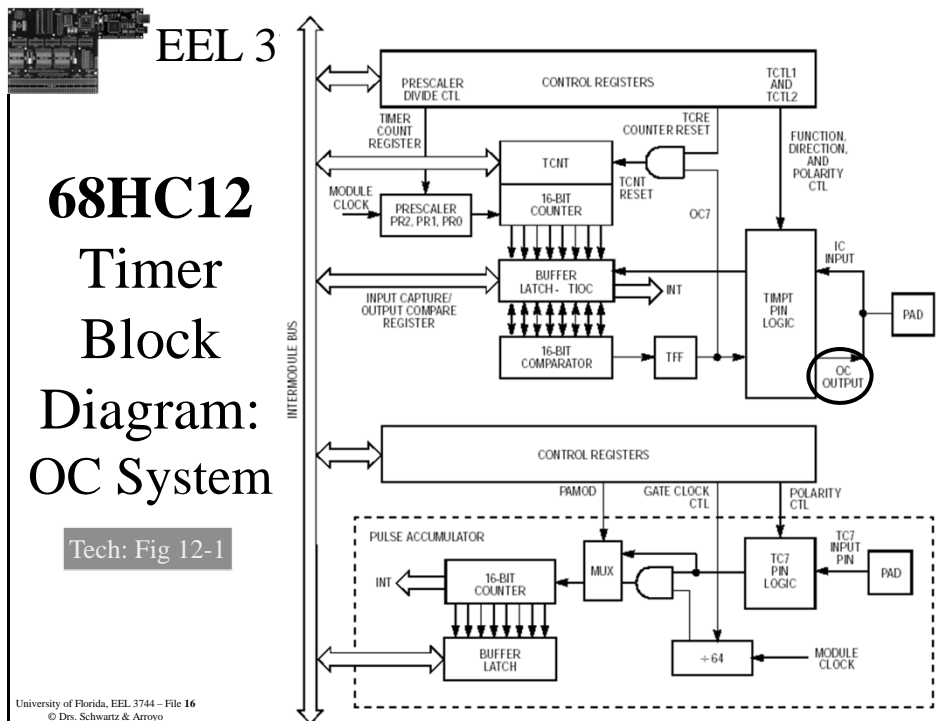 EEL 3
68HC12
Timer
Block
Diagram:
OC System
Tech: Fig 12-1
University of Florida, EEL 3744 – File 16
© Drs. Schwartz & Arroyo
INTERMODULE BUS
PRESCALER
DIVIDE CTL
CONTROL REGISTERS
TCTL1
AND
TCTL2
TIMER
COUNT
REGISTER
TCRE
COUNTER RESET
FUNCTION,
DIRECTION,
AND
POLARITY
CTL
TCNT
TCNT
RESET
MODULE
CLOCK
PRESCALER
PR2, PR1, PR0
16-BIT
COUNTER
OC7
IC
INPUT
BUFFER
LATCH - TIOC
INT
INPUT CAPTURE/
OUTPUT COMPARE
REGISTER
TIMPT
PIN
LOGIC
PAD
16-BIT
COMPARATOR
TFF
OC
OUTPUT
CONTROL REGISTERS
PAMOD
GATE CLOCK
CTL
POLARITY
CTL
PULSE ACCUMULATOR
INT
16-BIT
COUNTER
MUX
TC7
PIN
LOGIC
TC7
INPUT
PIN
PAD
BUFFER
LATCH
÷64
MODULE
CLOCK